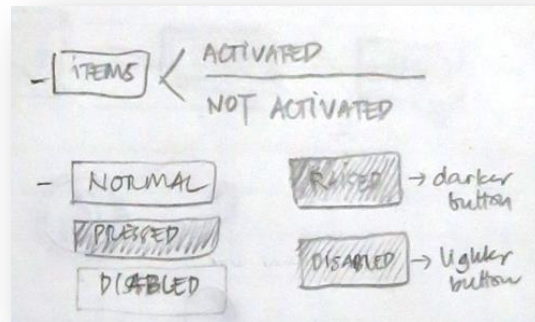 - ITEMS < ACTIVATED
NOT ACTIVATED
- NORMAL
PRESSED
DISABLED
RAISED → darker
button
DISABLED → lighter
button